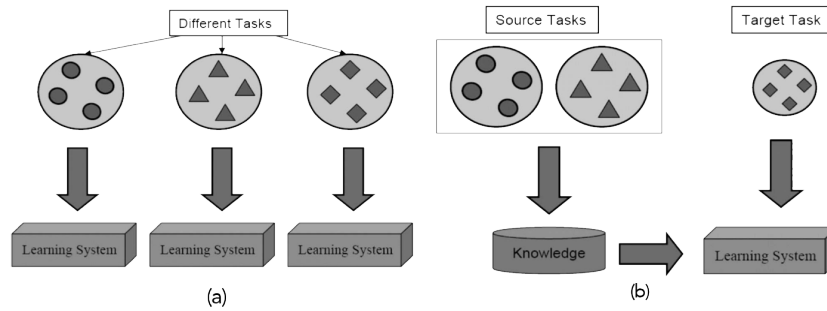 Different Tasks
Learning System
Learning System
Learning System
(a)
Source Tasks
Target Task
Knowledge
Learning System
(b)